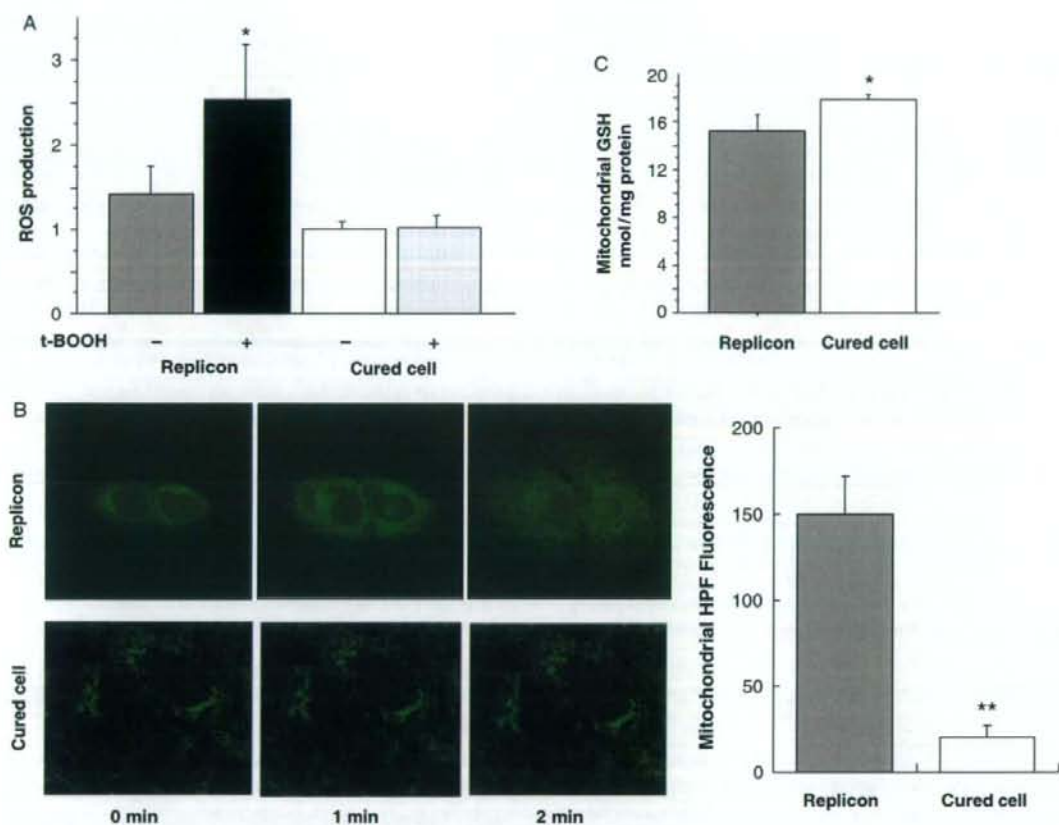 A
*
3
2
1
0
ROS production
t-BOOH – + – +
Replicon Cured cell
C
*
20
16
12
8
4
0
Mitochondrial GSH
nmol/mg protein
Replicon Cured cell
B
Replicon
Cured cell
0 min 1 min 2 min
200
150
100
50
0
Mitochondrial HPF Fluorescence
**
Replicon Cured cell